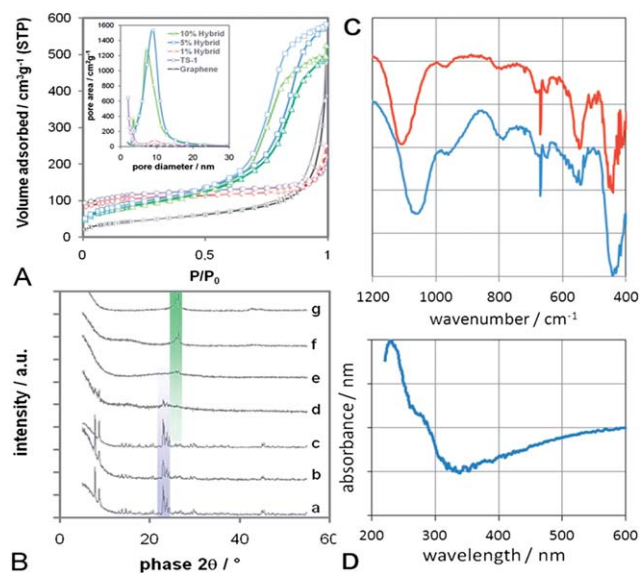 Volume adsorbed / cm³g⁻¹ (STP)
600
500
400
300
200
100
0
0
0,5
1
P/P₀
A
pore area / cm²g⁻¹
1600
1400
1200
1000
800
600
400
200
0
0
10
20
30
pore diameter / nm
10% Hybrid
5% Hybrid
1% Hybrid
TS-1
Graphene
C
1200
1000
800
600
400
wavenumber / cm⁻¹
intensity / a.u.
g
f
e
d
c
b
a
0
20
40
60
B
phase 2θ / °
absorbance / nm
200
300
400
500
600
D
wavelength / nm